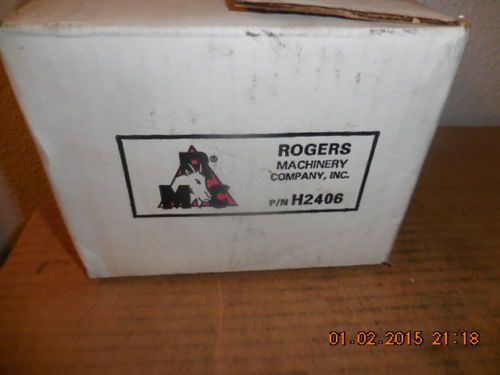 R®
M C
ROGERS
MACHINERY
COMPANY, INC.
P/N H2406
01.02.2015 21:18